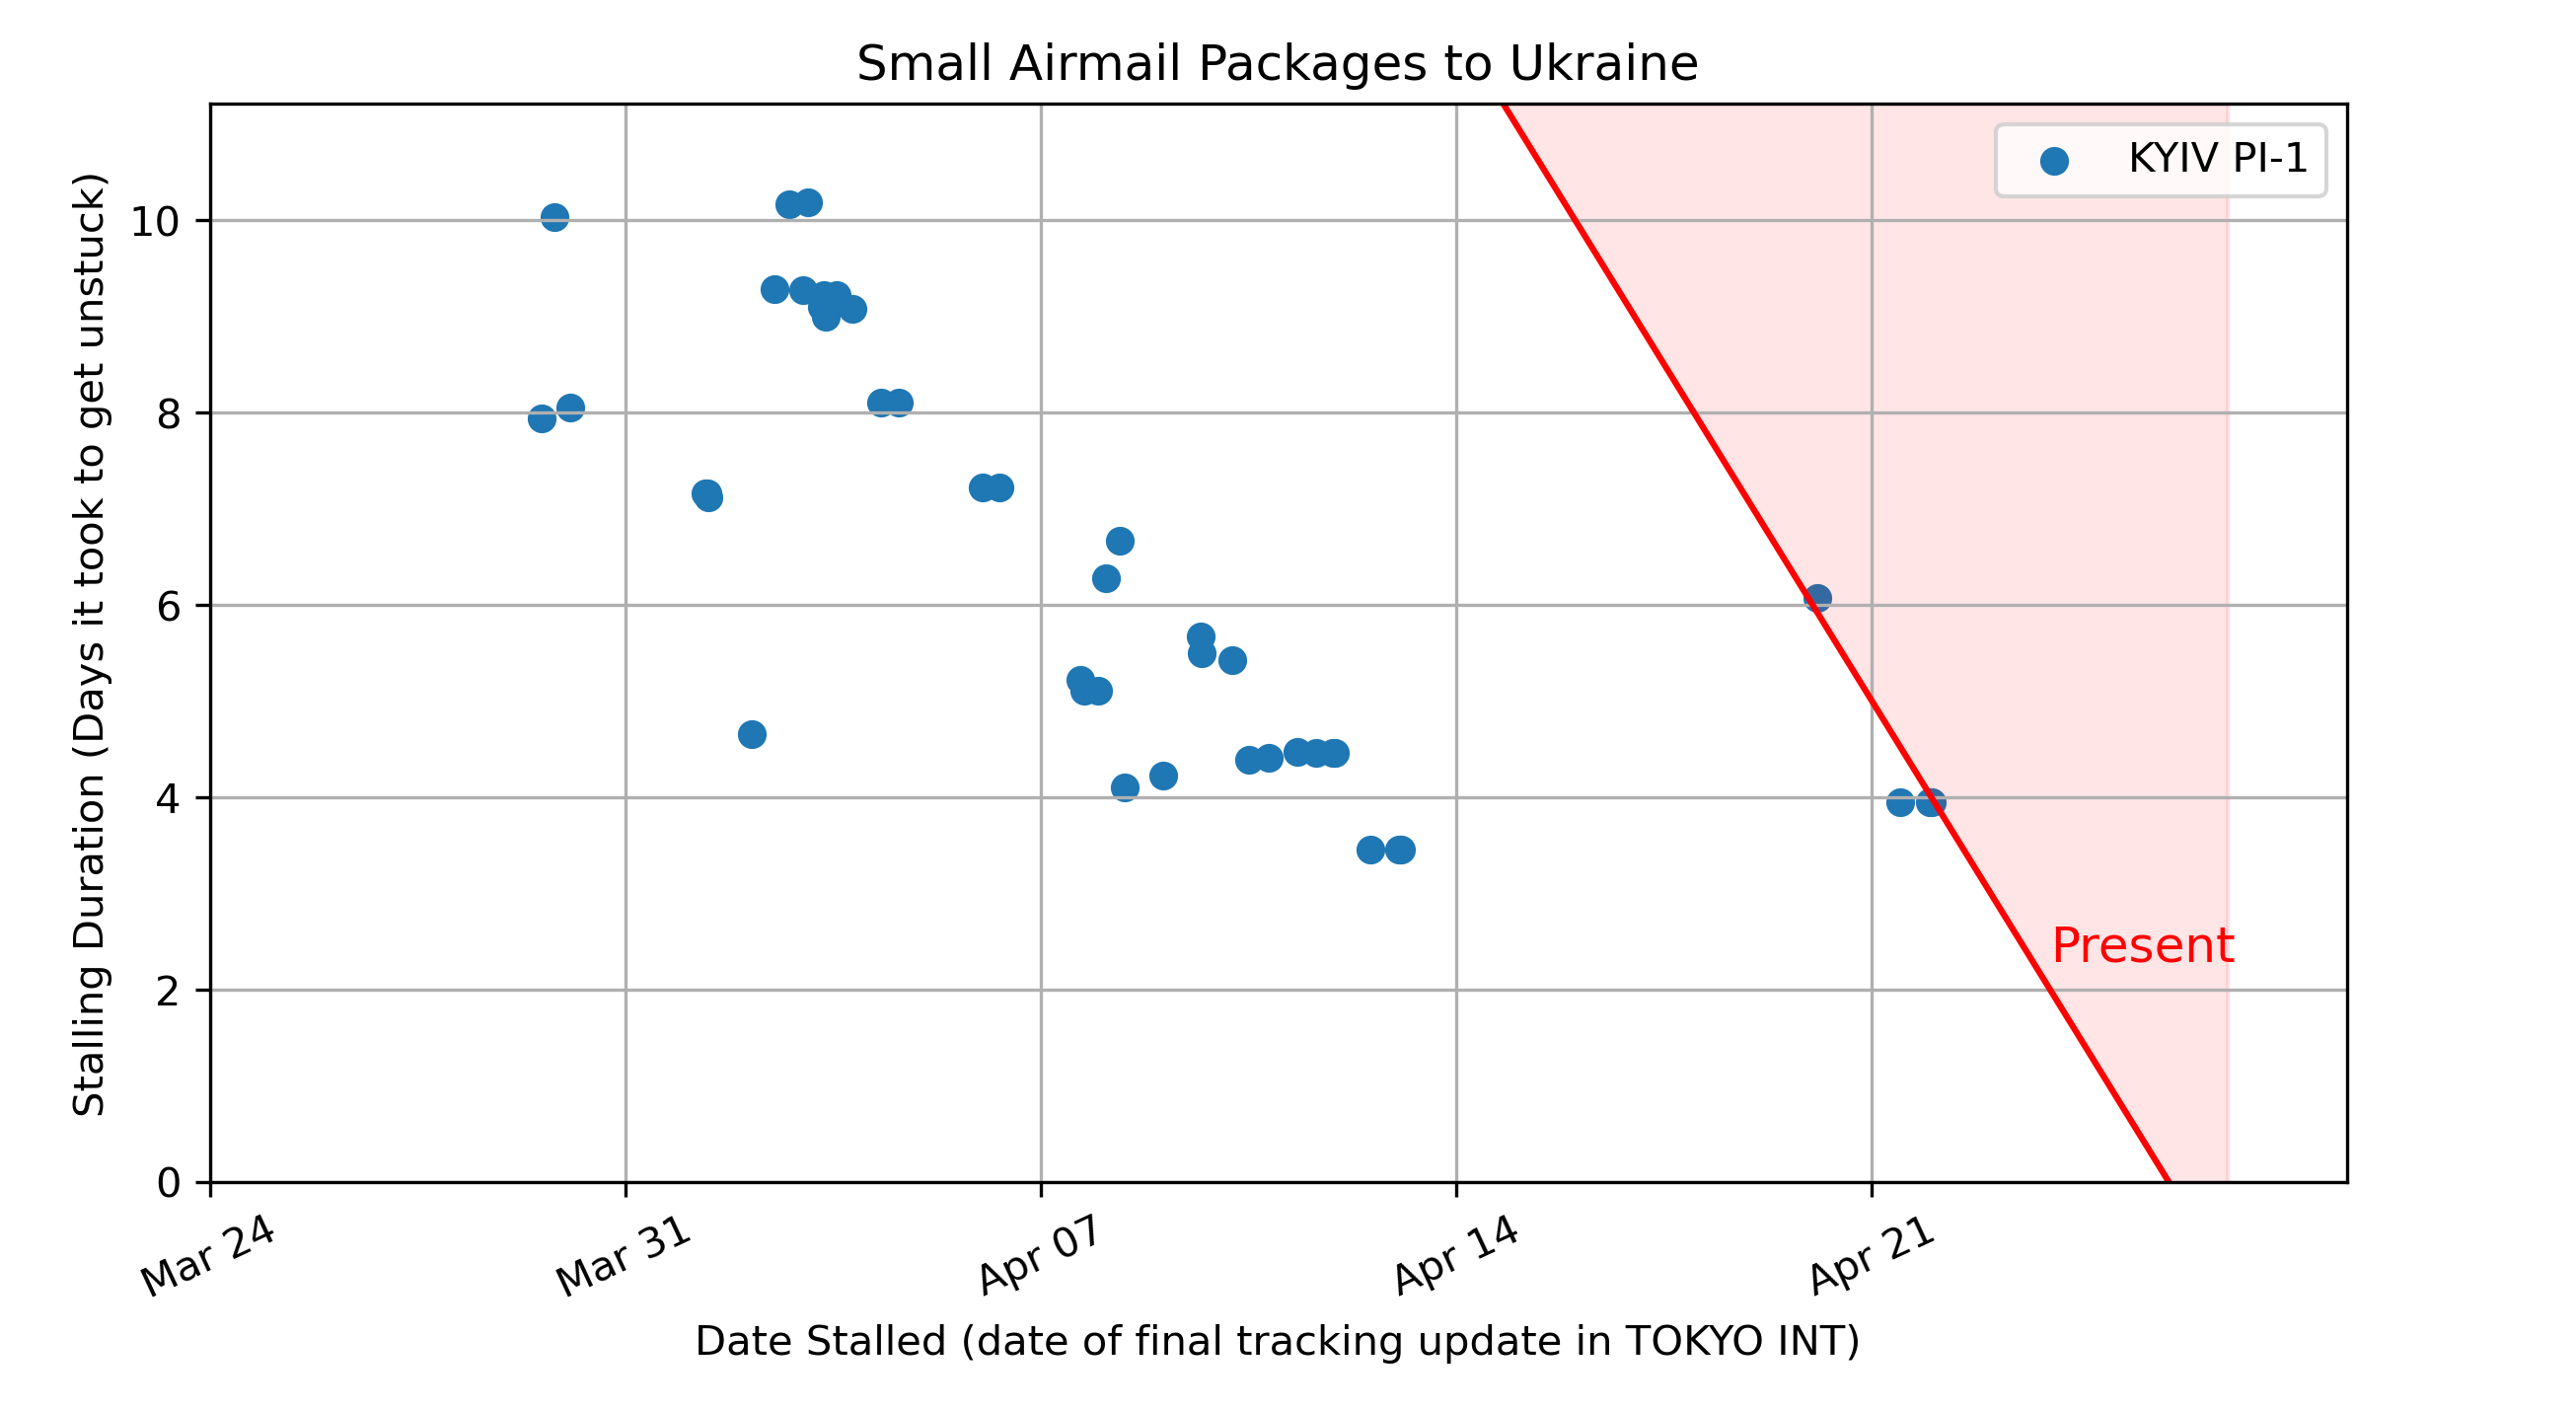 Small Airmail Packages to Ukraine
KYIV PI-1
Stalling Duration (Days it took to get unstuck)
10
8
6
4
2
0
Present
Mar 24
Mar 31
Apr 07
Apr 14
Apr 21
Date Stalled (date of final tracking update in TOKYO INT)